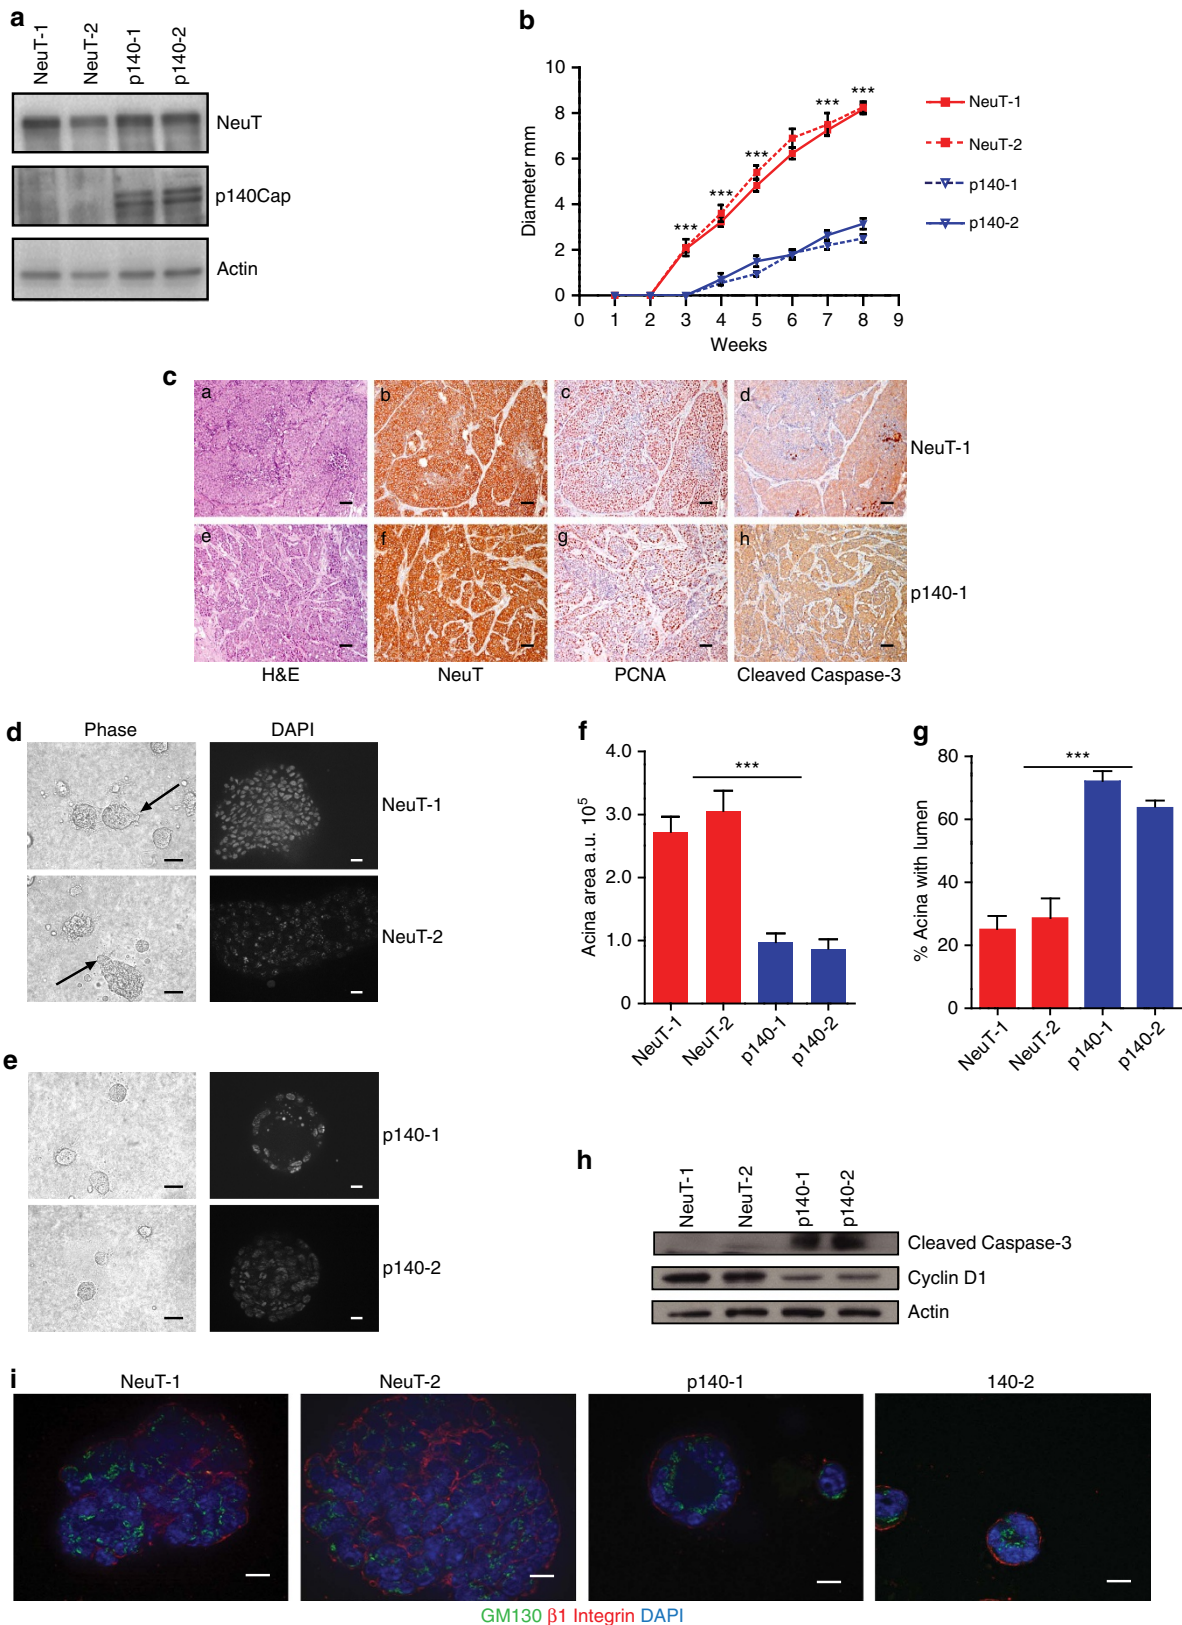 a
NeuT-1
NeuT-2
p140-1
p140-2
NeuT
p140Cap
Actin
b
10
8
6
4
2
0
Diameter mm
0 1 2 3 4 5 6 7 8 9
Weeks
***
***
***
***
***
NeuT-1
NeuT-2
p140-1
p140-2
c
a
b
c
d
NeuT-1
e
f
g
h
p140-1
H&E
NeuT
PCNA
Cleaved Caspase-3
d
Phase
DAPI
NeuT-1
NeuT-2
e
p140-1
p140-2
f
4.0
3.0
2.0
1.0
0
Acina area a.u. 10⁵
***
NeuT-1
NeuT-2
p140-1
p140-2
g
80
60
40
20
0
% Acina with lumen
***
NeuT-1
NeuT-2
p140-1
p140-2
h
NeuT-1
NeuT-2
p140-1
p140-2
Cleaved Caspase-3
Cyclin D1
Actin
i
NeuT-1
NeuT-2
p140-1
140-2
GM130 β1 Integrin DAPI